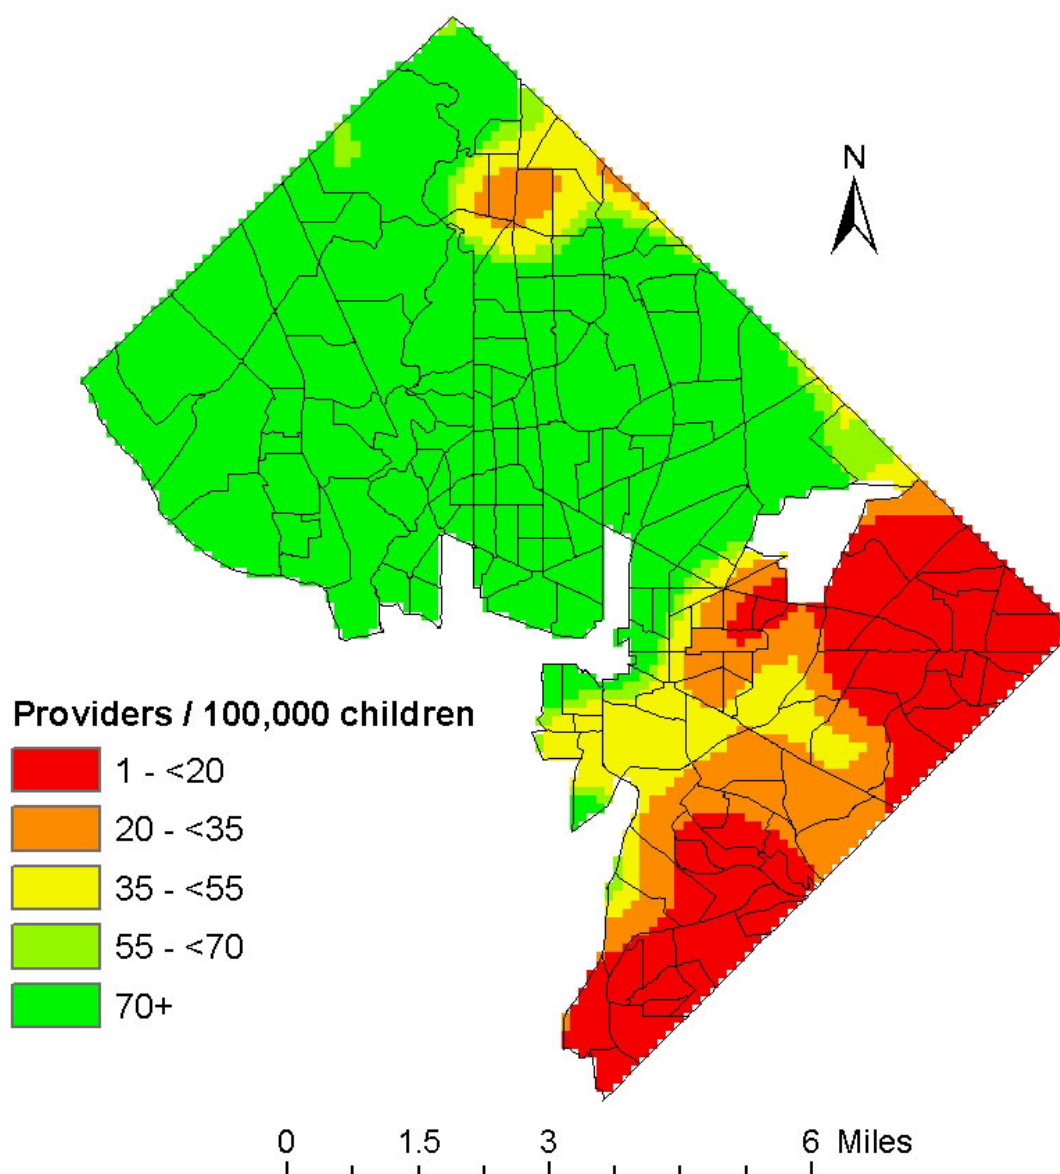 N
Providers / 100,000 children
1 - <20
20 - <35
35 - <55
55 - <70
70+
0 1.5 3 6 Miles